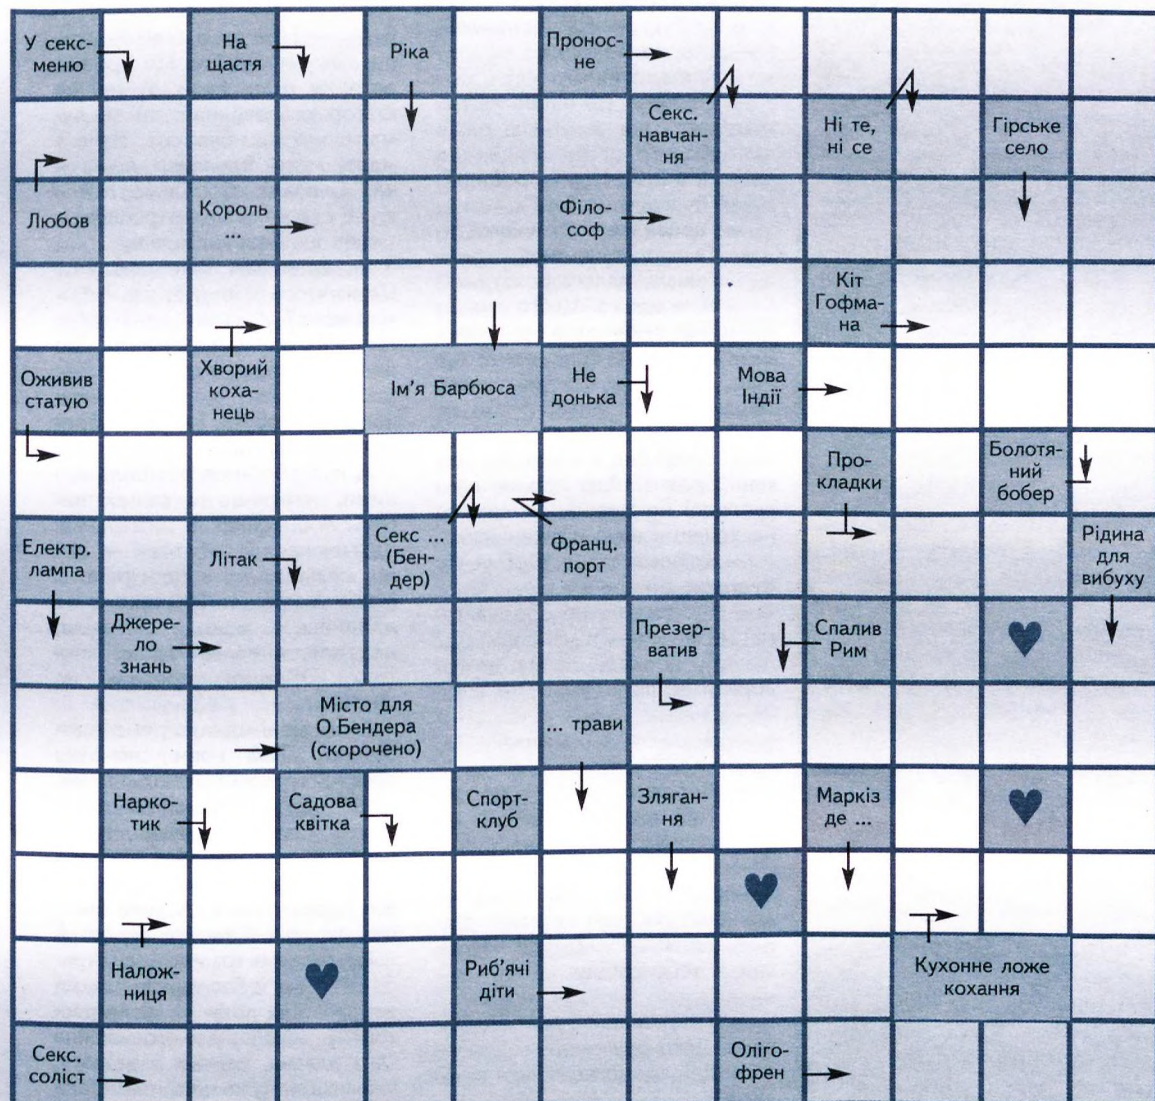 У секс-
меню
На
щастя
Ріка
Пронос-
не
Секс.
навчан-
ня
Ні те,
ні се
Гірське
село
Любов
Король
...
Філо-
соф
Кіт
Гофма-
на
Оживив
статую
Хворий
коха-
нець
Ім'я Барбюса
Не
донька
Мова
Індії
Про-
кладки
Болотя-
ний
бобер
Електр.
лампа
Літак
Секс ...
(Бен-
дер)
Франц.
порт
Рідина
для
вибуху
Джере-
ло
знань
Презер-
ватив
Спалив
Рим
Місто для
О.Бендера
(скорочено)
... трави
Нарко-
тик
Садова
квітка
Спорт-
клуб
Зляган-
ня
Маркіз
де ...
Налож-
ниця
Риб'ячі
діти
Кухонне ложе
кохання
Секс.
соліст
Оліго-
френ